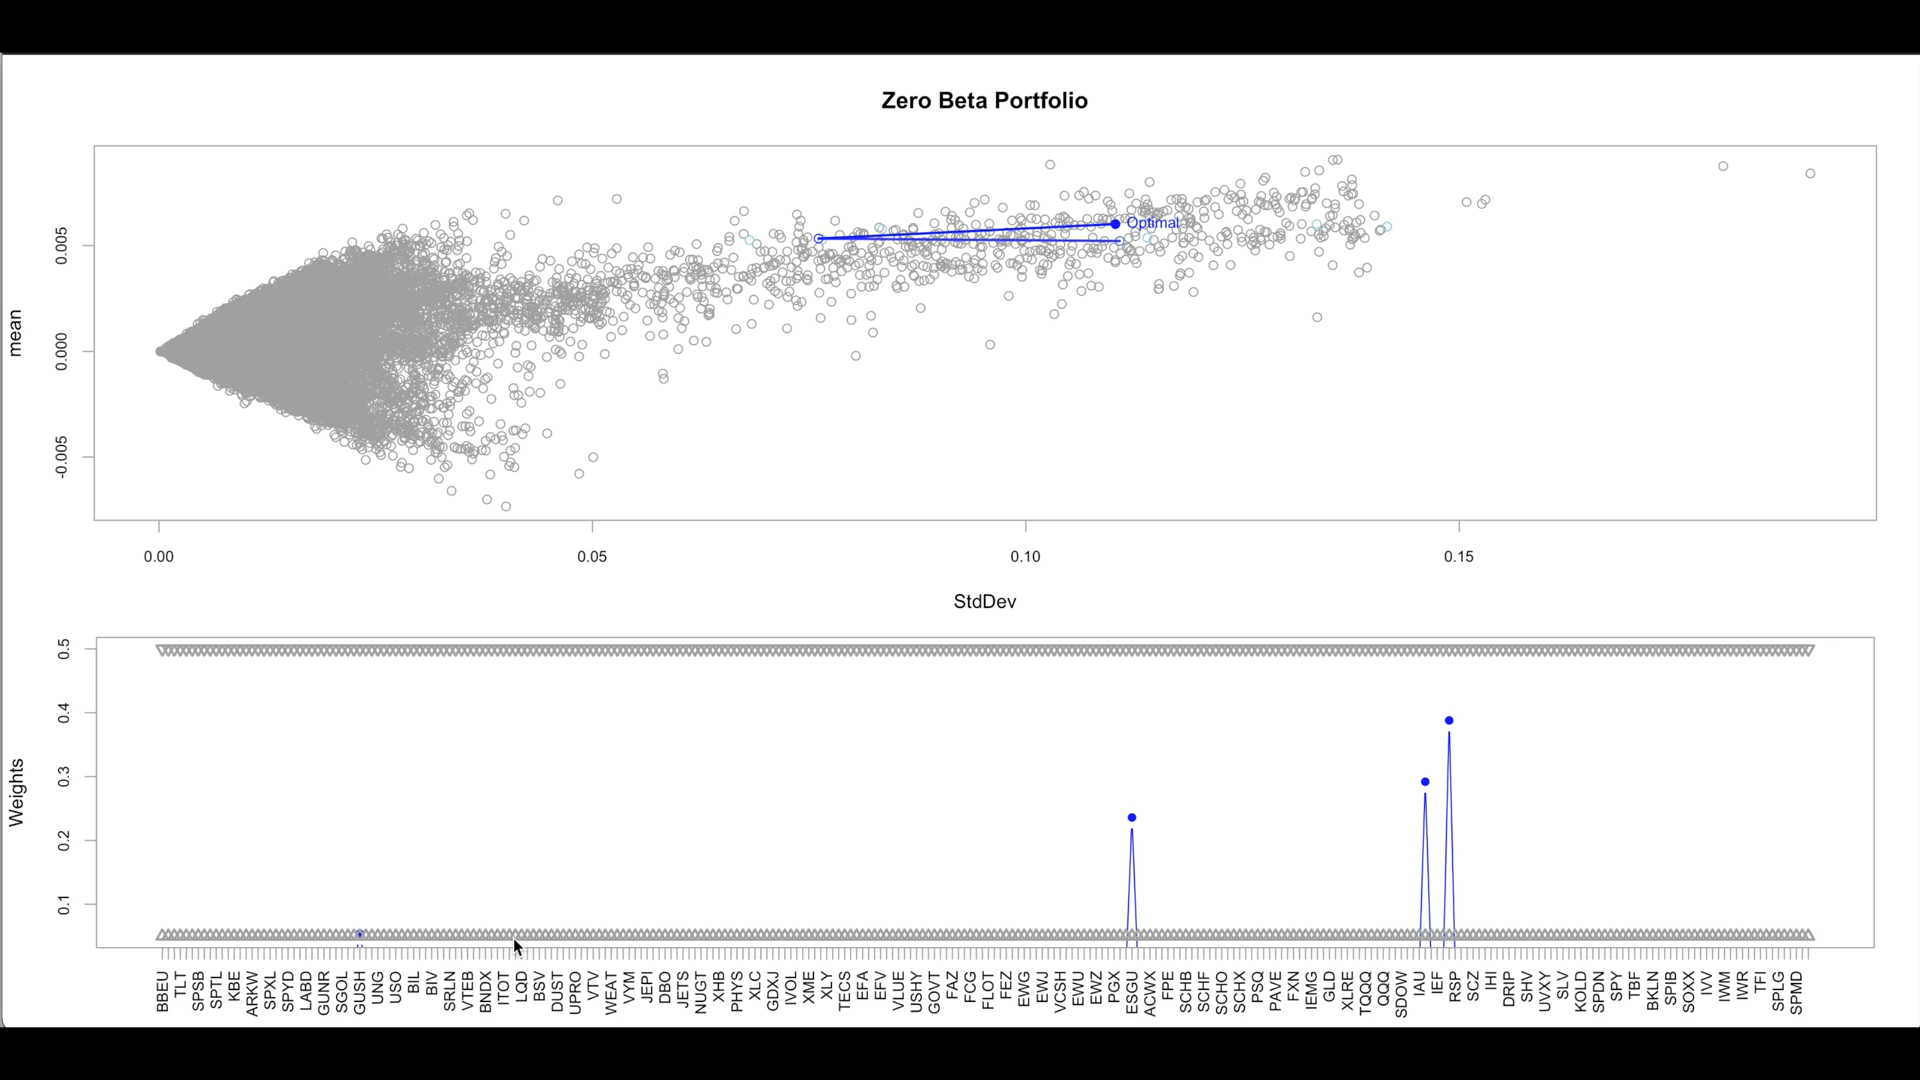 Zero Beta Portfolio
mean
0.005
0.000
-0.005
Optimal
0.00 0.05 0.10 0.15
StdDev
Weights
0.5
0.4
0.3
0.2
0.1
BBEU TLT SPSB SPTL KBE ARKW SPXL SPYD LABD GUNR SGOL GUSH UNG USO BIL BIV SRLN VTEB BNDX ITOT LQD BSV DUST UPRO VTV WEAT VYM JEPI DBO JETS NUGT XHB PHYS XLC GDXJ IVOL XME XLY TECS EFA EFV VLUE USHY GOVT FAZ FCG FLOT FEZ EWG EWJ VCSH EWU EWZ PGX ESGU ACWX FPE SCHB SCHF SCHO SCHX PSQ PAVE FXN IEMG GLD XLRE TQQQ QQQ SDOW IAU IEF RSP SCZ IHI DRIP SHV UVXY SLV KOLD SPDN SPY TBF BKLN SPIB SOXX IVV IWM IWR TFI SPLG SPMD